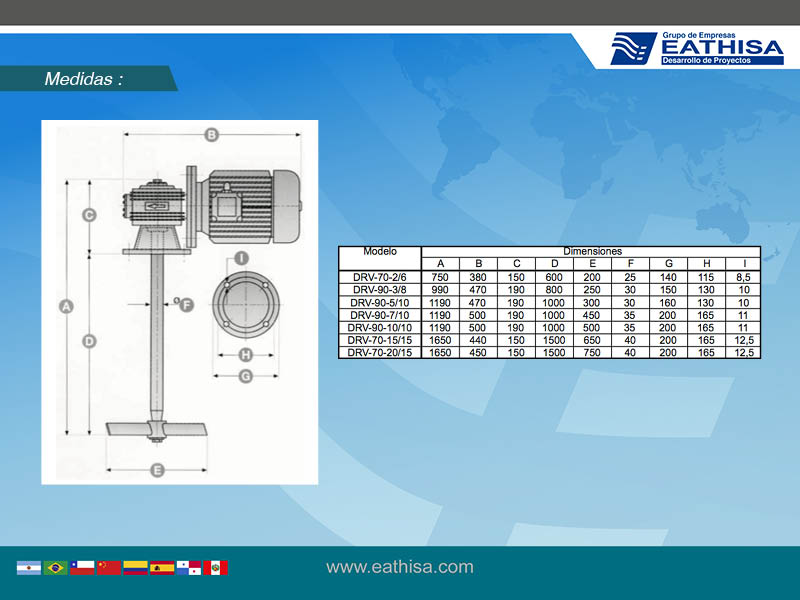 Grupo de Empresas
EATHISA
Desarrollo de Proyectos
Medidas :
B
C
I
A
Ø F
D
H
G
E
Modelo Dimensiones
A B C D E F G H I
DRV-70-2/6 750 380 150 600 200 25 140 115 8,5
DRV-90-3/8 990 470 190 800 250 30 150 130 10
DRV-90-5/10 1190 470 190 1000 300 30 160 130 10
DRV-90-7/10 1190 500 190 1000 450 35 200 165 11
DRV-90-10/10 1190 500 190 1000 500 35 200 165 11
DRV-70-15/15 1650 440 150 1500 650 40 200 165 12,5
DRV-70-20/15 1650 450 150 1500 750 40 200 165 12,5
www.eathisa.com